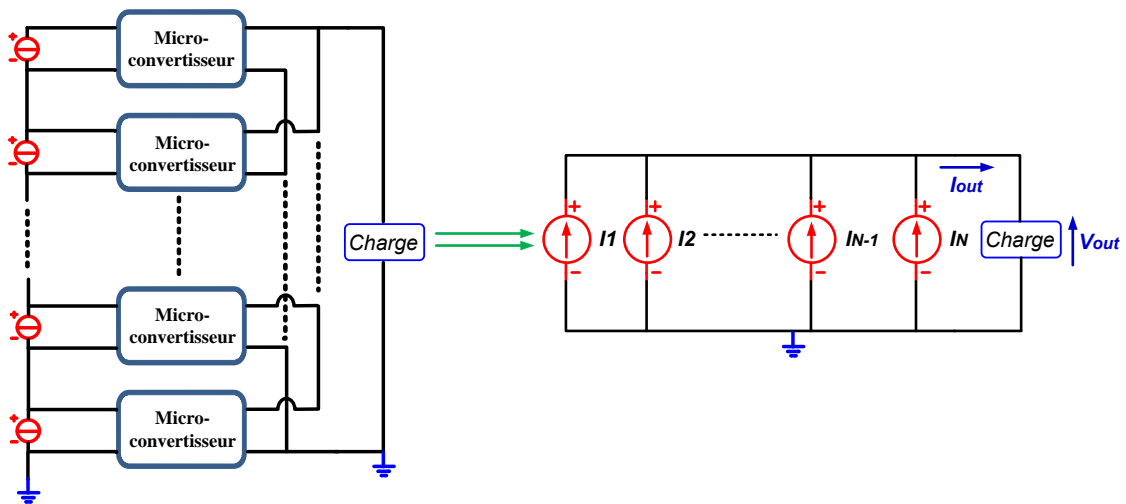 +
-
Micro-
convertisseur
+
-
Micro-
convertisseur
+
-
Micro-
convertisseur
+
-
Micro-
convertisseur
Charge
+
-
I1
+
-
I2
+
-
IN-1
+
-
IN
Iout
Charge
Vout